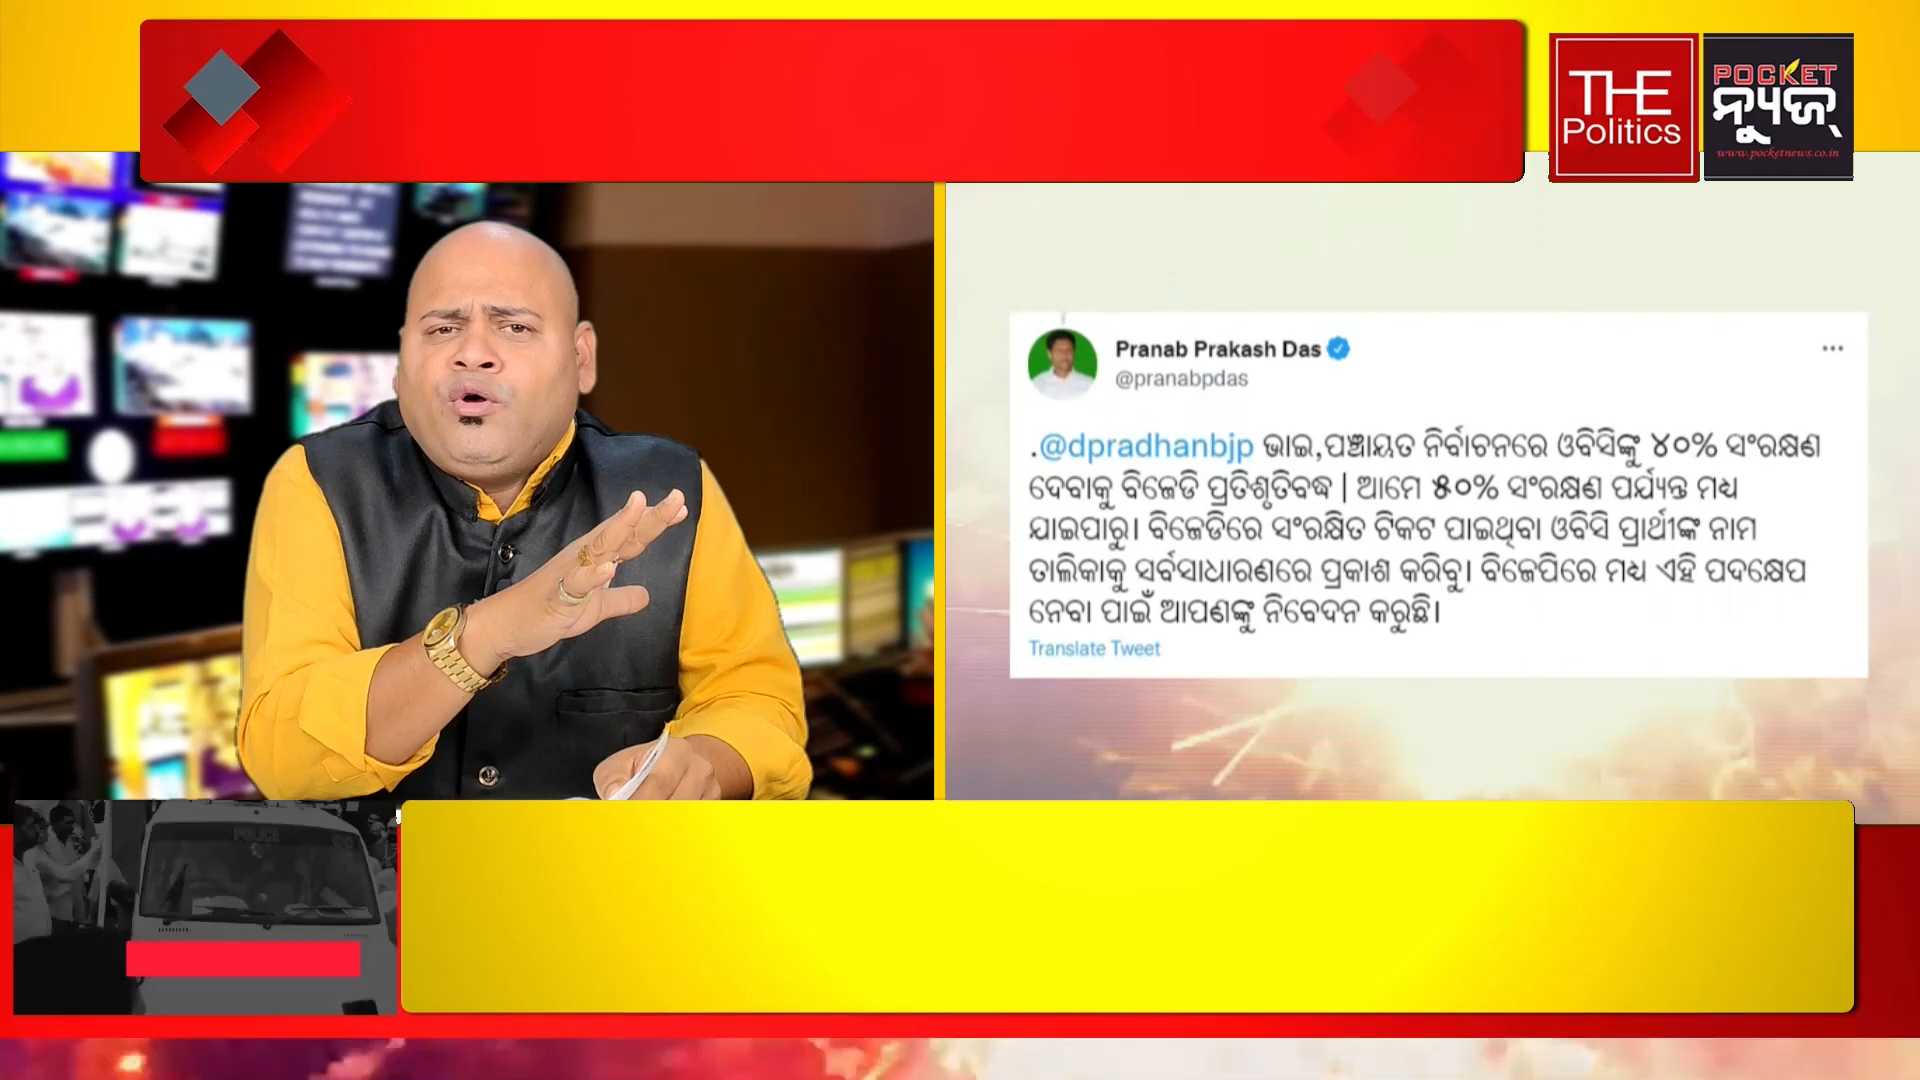 THE
Politics
POCKET
ନ୍ୟୁଜ୍
www.pocketnews.co.in
Pranab Prakash Das
@pranabpdas
.@dpradhanbjp ଭାଇ,ପଞ୍ଚାୟତ ନିର୍ବାଚନରେ ଓବିସିଙ୍କୁ ୪୦% ସଂରକ୍ଷଣ
ଦେବାକୁ ବିଜେଡି ପ୍ରତିଶୃତିବଦ୍ଧ | ଆମେ ୫୦% ସଂରକ୍ଷଣ ପର୍ଯ୍ୟନ୍ତ ମଧ
ଯାଇପାରୁ। ବିଜେଡିରେ ସଂରକ୍ଷିତ ଟିକଟ ପାଇଥିବା ଓବିସି ପ୍ରାର୍ଥୀଙ୍କ ନାମ
ତାଲିକାକୁ ସର୍ବସାଧାରଣରେ ପ୍ରକାଶ କରିବୁ। ବିଜେପିରେ ମଧ ଏହି ପଦକ୍ଷେପ
ନେବା ପାଇଁ ଆପଣଙ୍କୁ ନିବେଦନ କରୁଛି।
Translate Tweet
POLICE